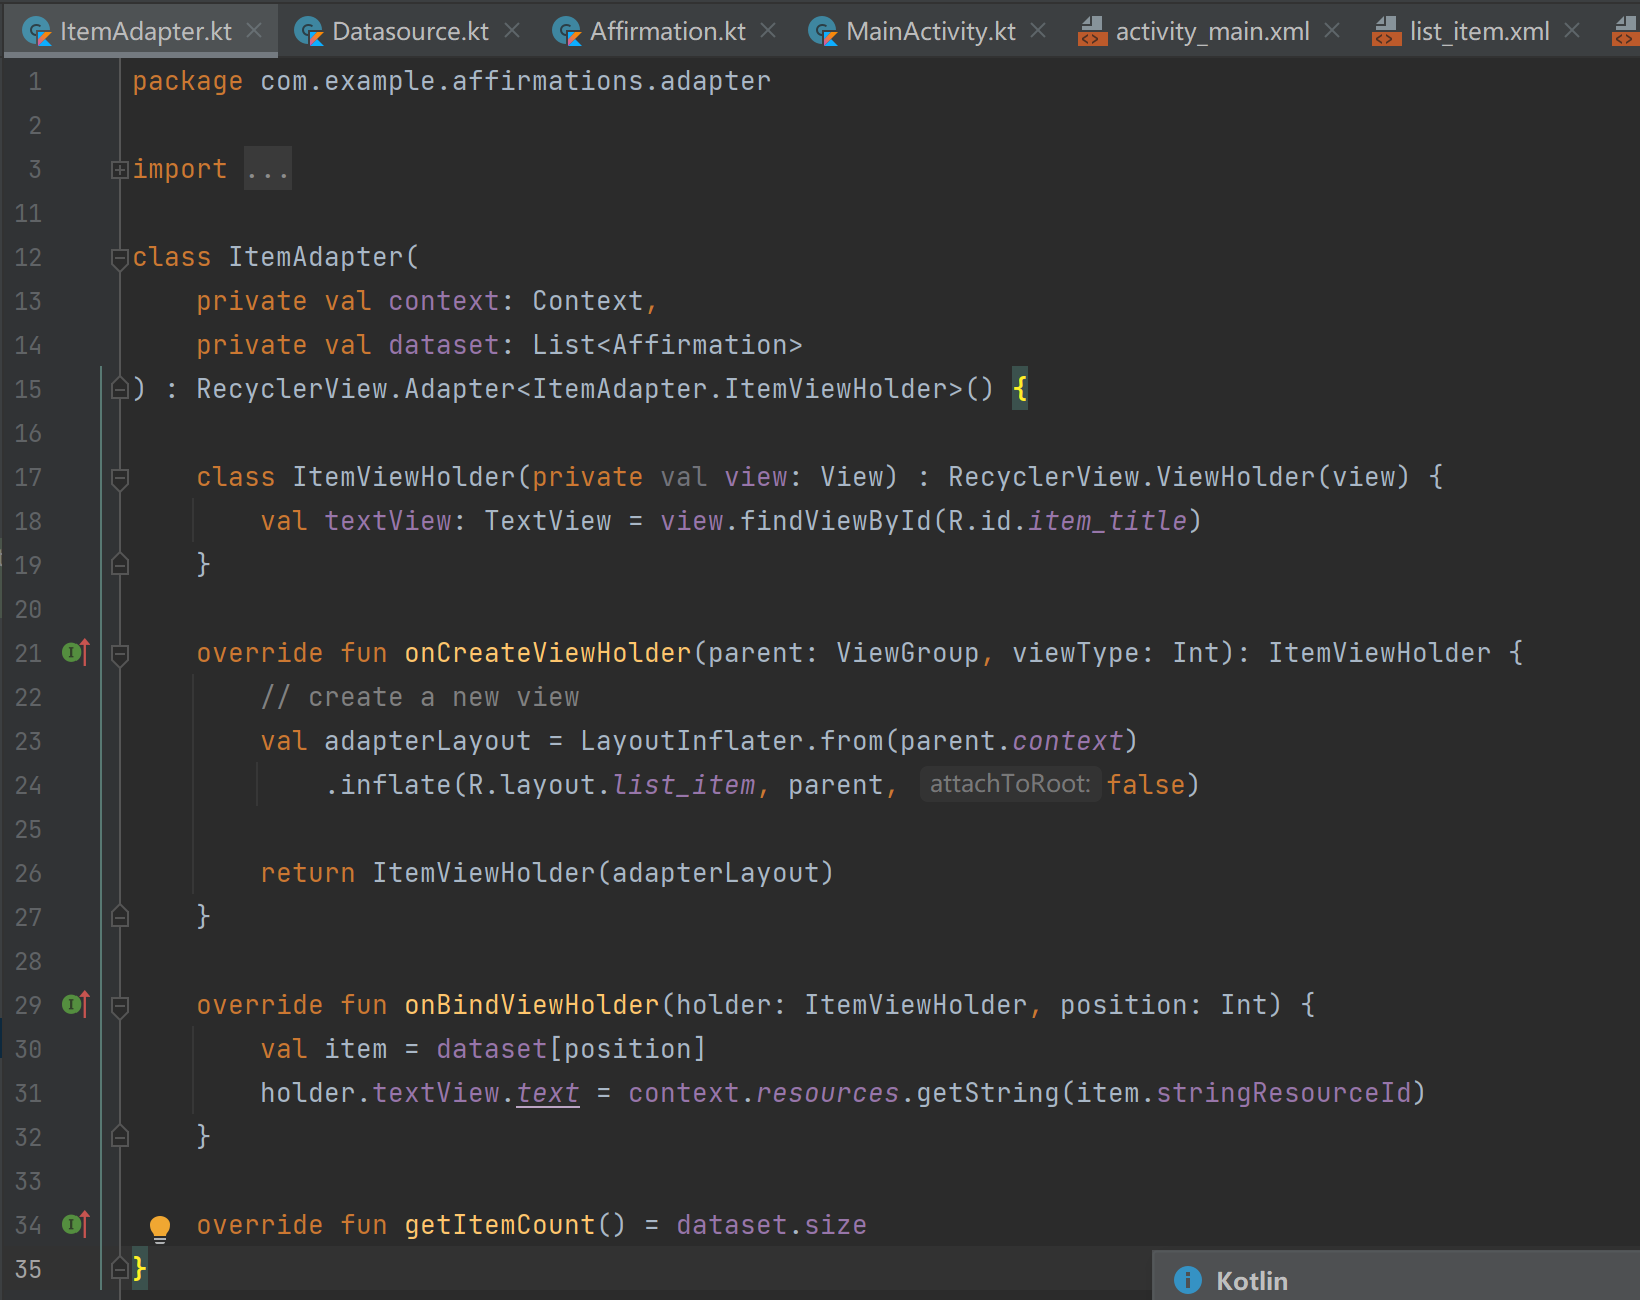 ItemAdapter.kt Datasource.kt Affirmation.kt MainActivity.kt activity_main.xml list_item.xml
1 package com.example.affirmations.adapter
2
3 import ...
11
12 class ItemAdapter(
13 private val context: Context,
14 private val dataset: List<Affirmation>
15 ) : RecyclerView.Adapter<ItemAdapter.ItemViewHolder>() {
16
17 class ItemViewHolder(private val view: View) : RecyclerView.ViewHolder(view) {
18 val textView: TextView = view.findViewById(R.id.item_title)
19 }
20
21 override fun onCreateViewHolder(parent: ViewGroup, viewType: Int): ItemViewHolder {
22 // create a new view
23 val adapterLayout = LayoutInflater.from(parent.context)
24 .inflate(R.layout.list_item, parent, attachToRoot: false)
25
26 return ItemViewHolder(adapterLayout)
27 }
28
29 override fun onBindViewHolder(holder: ItemViewHolder, position: Int) {
30 val item = dataset[position]
31 holder.textView.text = context.resources.getString(item.stringResourceId)
32 }
33
34 override fun getItemCount() = dataset.size
35 }
Kotlin